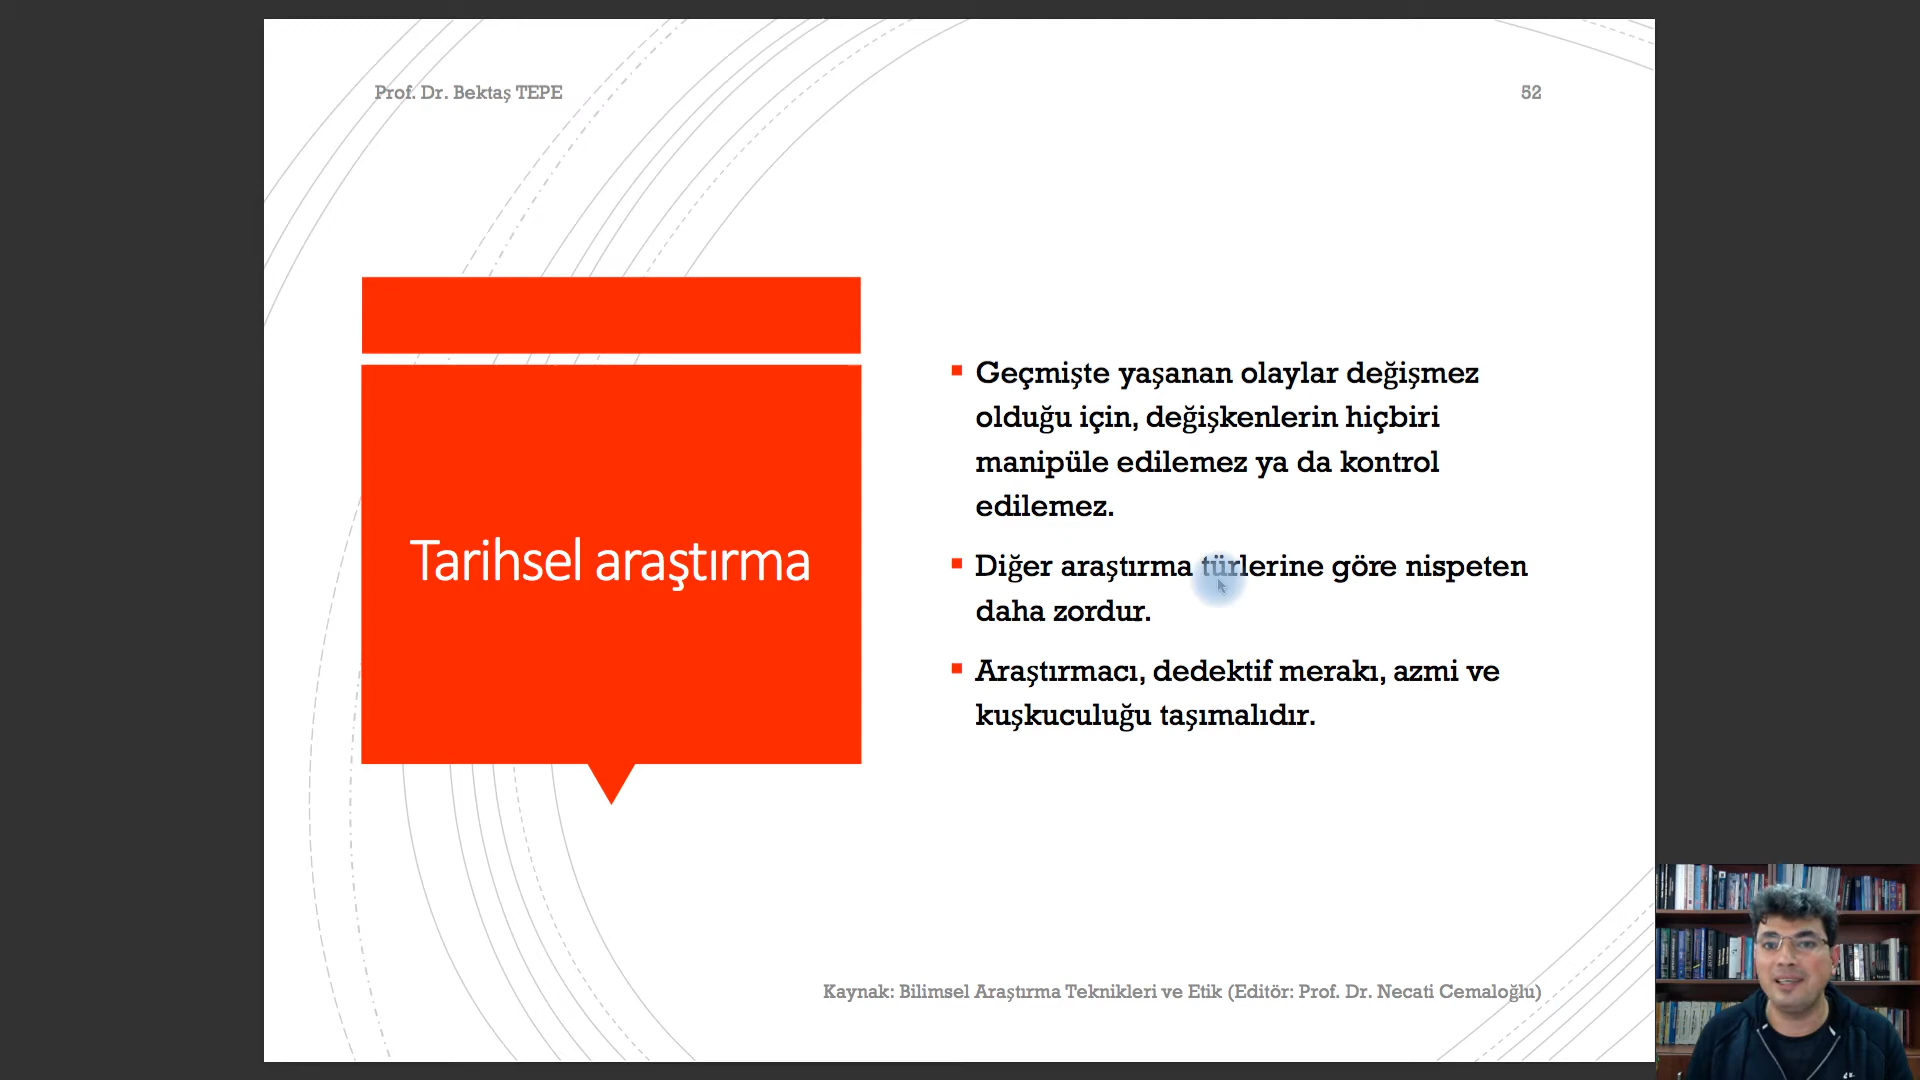 Prof. Dr. Bektaş TEPE
52
Tarihsel araştırma
Geçmişte yaşanan olaylar değişmez
olduğu için, değişkenlerin hiçbiri
manipüle edilemez ya da kontrol
edilemez.
Diğer araştırma türlerine göre nispeten
daha zordur.
Araştırmacı, dedektif merakı, azmi ve
kuşkuculuğu taşımalıdır.
Kaynak: Bilimsel Araştırma Teknikleri ve Etik (Editör: Prof. Dr. Necati Cemaloğlu)